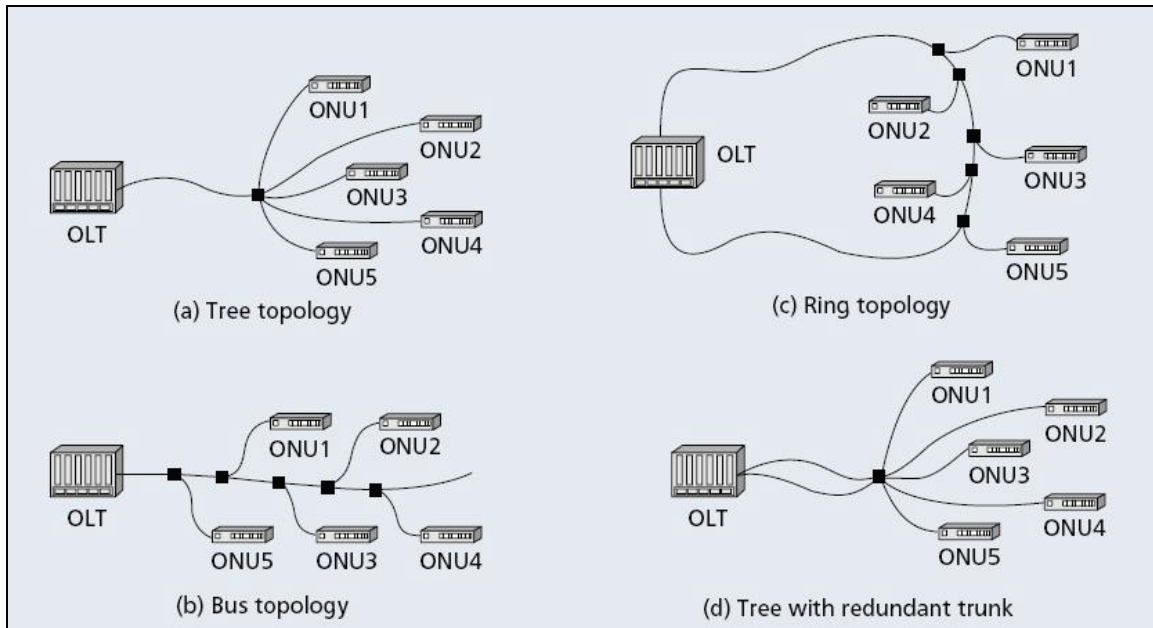 ONU1
ONU2
ONU3
OLT
ONU4
ONU5
(a) Tree topology
ONU1
OLT
ONU2
ONU3
ONU4
ONU5
(c) Ring topology
ONU1
ONU2
OLT
ONU5
ONU3
ONU4
(b) Bus topology
ONU1
ONU2
ONU3
OLT
ONU4
ONU5
(d) Tree with redundant trunk